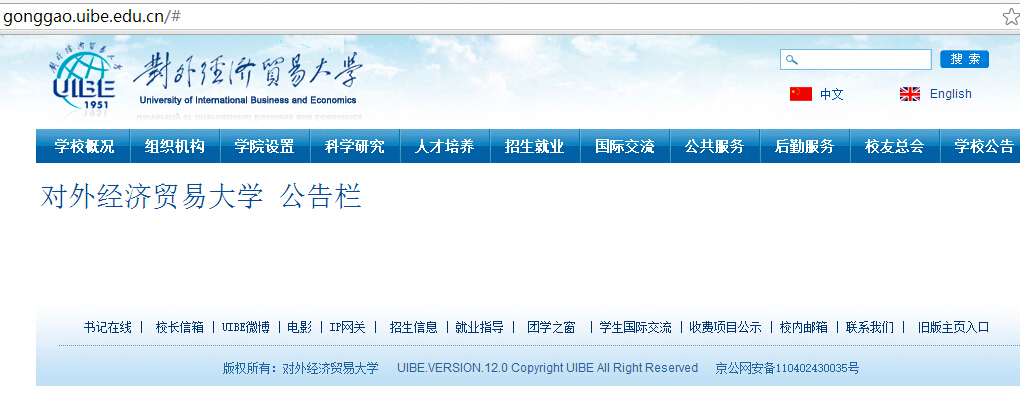 gonggao.uibe.edu.cn/#
對外經濟貿易大學
UIBE
1951
University of International Business and Economics
搜 索
中文 English
学校概况 组织机构 学院设置 科学研究 人才培养 招生就业 国际交流 公共服务 后勤服务 校友总会 学校公告
对外经济贸易大学 公告栏
书记在线 | 校长信箱 | UIBE微博 | 电影 | IP网关 | 招生信息 | 就业指导 | 团学之窗 | 学生国际交流 | 收费项目公示 | 校内邮箱 | 联系我们 | 旧版主页入口
版权所有：对外经济贸易大学 UIBE.VERSION.12.0 Copyright UIBE All Right Reserved 京公网安备110402430035号